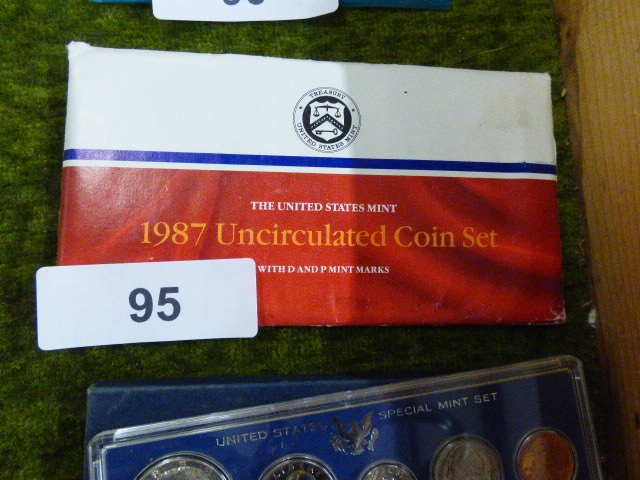 TREASURY
UNITED STATES MINT
THE UNITED STATES MINT
1987 Uncirculated Coin Set
WITH D AND P MINT MARKS
95
UNITED STATES SPECIAL MINT SET